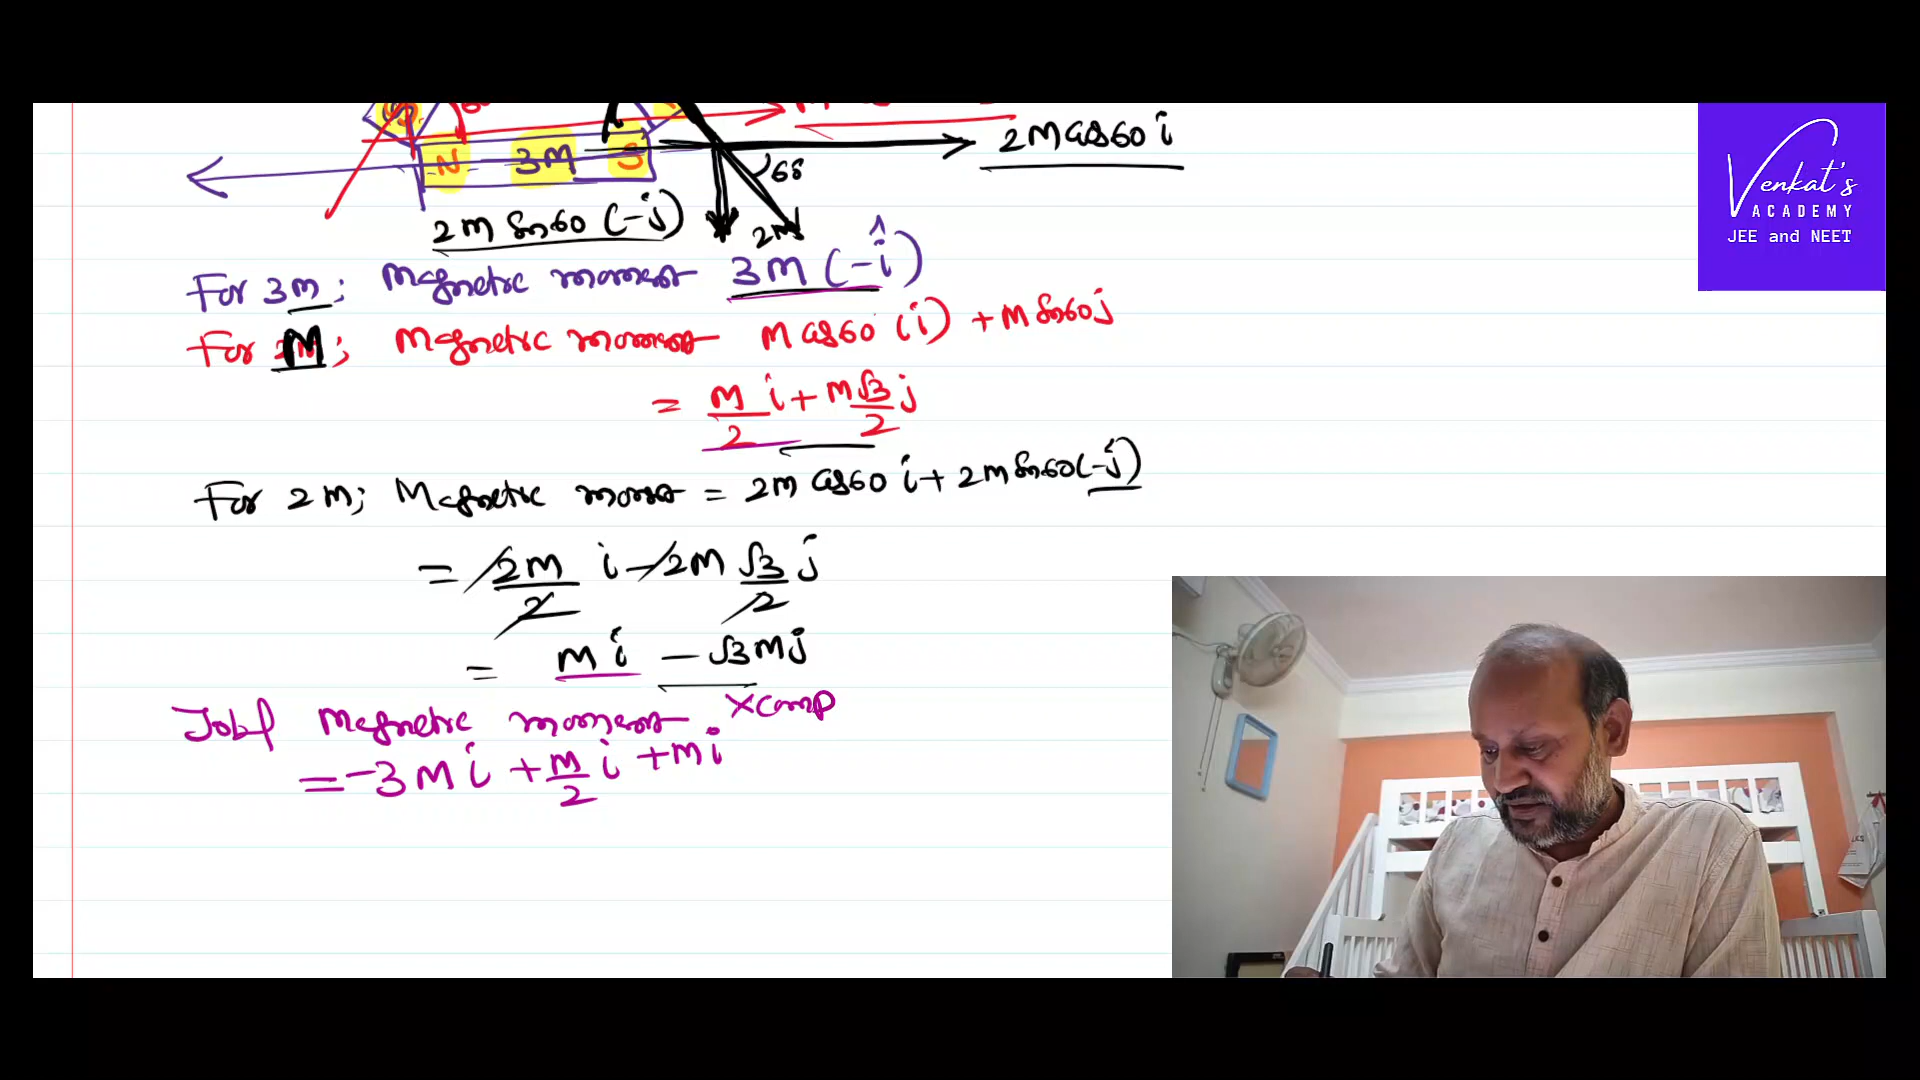 2M cos60 i
N 3M S
60
2m Sin60 (-j)
2M
For 3m; Magnetic moment 3M (-î)
For M; Magnetic moment M cos60 (i) + M Sin60 j
= M/2 i + M√3/2 j
For 2m; Magnetic moment = 2m cos60 i + 2m Sin60 (-j)
= 2m/2 i - 2M √3/2 j
= m i - √3 m j
Total Magnetic moment X comp
= -3M i + M/2 i + M i
Venkat's
ACADEMY
JEE and NEET